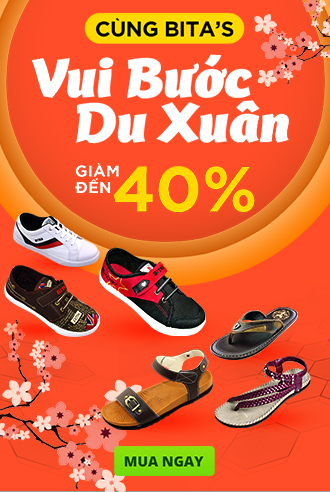 CÙNG BITA'S
Vui Bước
Du Xuân
GIẢM
ĐẾN
40%
MUA NGAY